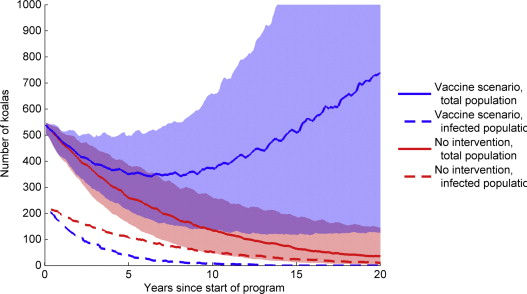 1000
900
800
700
600
500
400
300
200
100
0
Number of koalas
0 5 10 15 20
Years since start of program
Vaccine scenario,
total population
Vaccine scenario,
infected populatic
No intervention,
total population
No intervention,
infected populatic